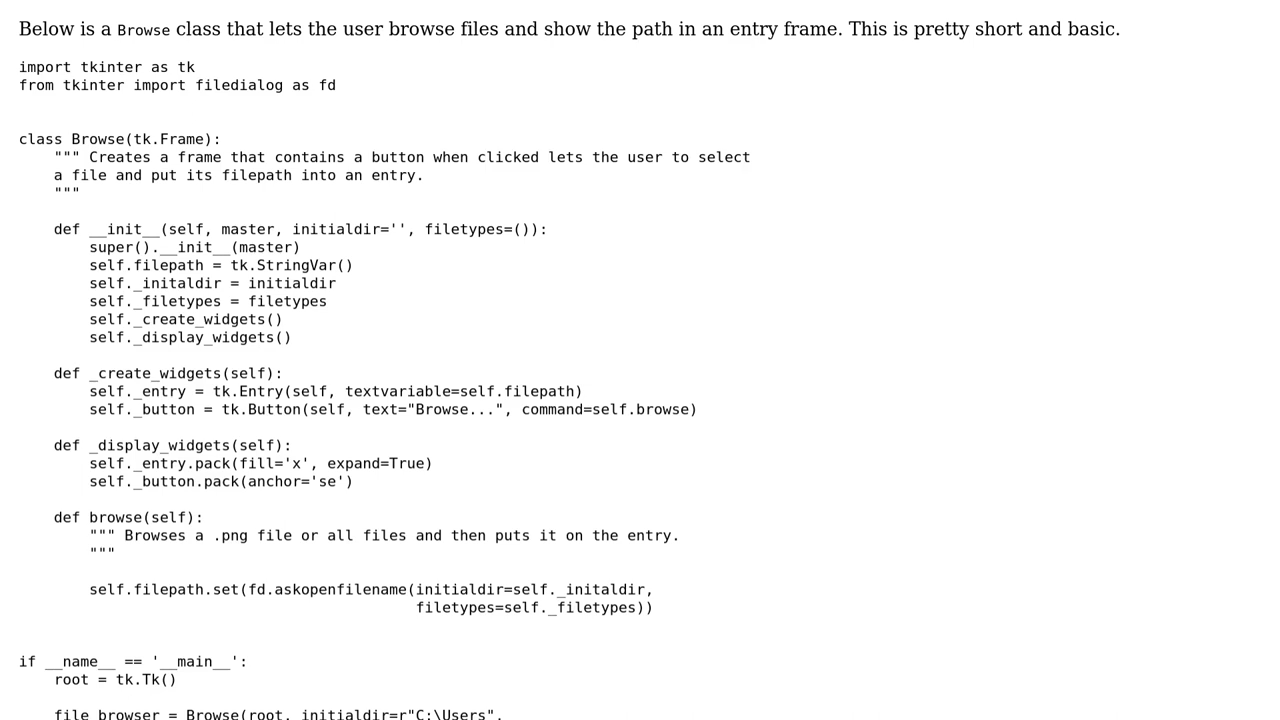 Below is a Browse class that lets the user browse files and show the path in an entry frame. This is pretty short and basic.
import tkinter as tk
from tkinter import filedialog as fd
class Browse(tk.Frame):
    """ Creates a frame that contains a button when clicked lets the user to select
    a file and put its filepath into an entry.
    """
    def __init__(self, master, initialdir='', filetypes=()):
        super().__init__(master)
        self.filepath = tk.StringVar()
        self._initaldir = initialdir
        self._filetypes = filetypes
        self._create_widgets()
        self._display_widgets()
    def _create_widgets(self):
        self._entry = tk.Entry(self, textvariable=self.filepath)
        self._button = tk.Button(self, text="Browse...", command=self.browse)
    def _display_widgets(self):
        self._entry.pack(fill='x', expand=True)
        self._button.pack(anchor='se')
    def browse(self):
        """ Browses a .png file or all files and then puts it on the entry.
        """
        self.filepath.set(fd.askopenfilename(initialdir=self._initaldir,
                                             filetypes=self._filetypes))
if __name__ == '__main__':
    root = tk.Tk()
    file_browser = Browse(root, initialdir=r"C:\Users",